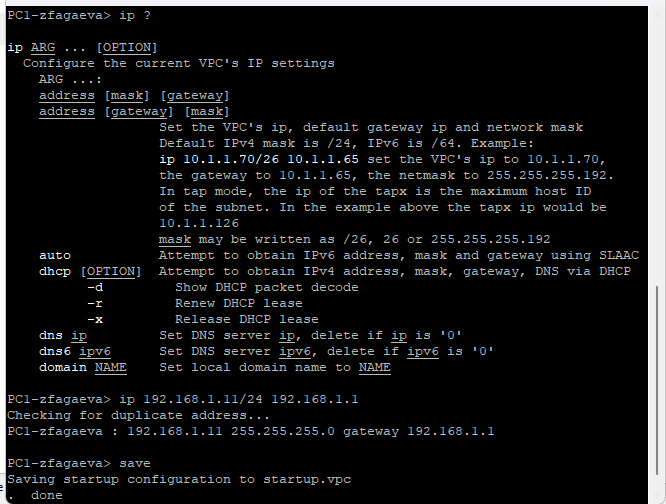 PC1-zfagaeva> ip ?
ip ARG ... [OPTION]
Configure the current VPC's IP settings
ARG ...:
address [mask] [gateway]
address [gateway] [mask]
Set the VPC's ip, default gateway ip and network mask
Default IPv4 mask is /24, IPv6 is /64. Example:
ip 10.1.1.70/26 10.1.1.65 set the VPC's ip to 10.1.1.70,
the gateway to 10.1.1.65, the netmask to 255.255.255.192.
In tap mode, the ip of the tapx is the maximum host ID
of the subnet. In the example above the tapx ip would be
10.1.1.126
mask may be written as /26, 26 or 255.255.255.192
auto Attempt to obtain IPv6 address, mask and gateway using SLAAC
dhcp [OPTION] Attempt to obtain IPv4 address, mask, gateway, DNS via DHCP
-d Show DHCP packet decode
-r Renew DHCP lease
-x Release DHCP lease
dns ip Set DNS server ip, delete if ip is '0'
dns6 ipv6 Set DNS server ipv6, delete if ipv6 is '0'
domain NAME Set local domain name to NAME
PC1-zfagaeva> ip 192.168.1.11/24 192.168.1.1
Checking for duplicate address...
PC1-zfagaeva : 192.168.1.11 255.255.255.0 gateway 192.168.1.1
PC1-zfagaeva> save
Saving startup configuration to startup.vpc
. done